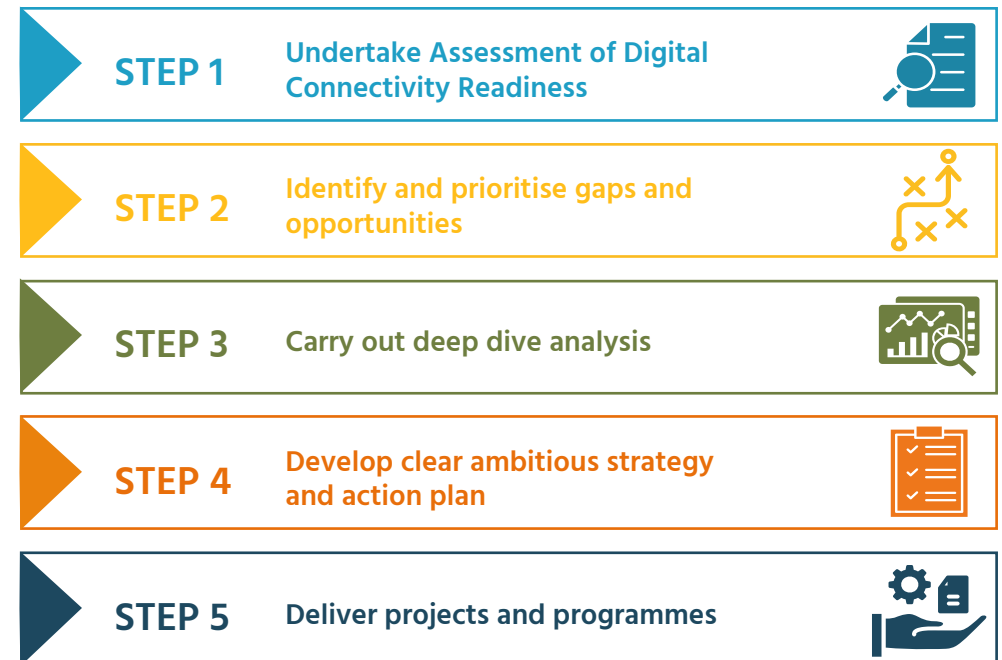 STEP 1
Undertake Assessment of Digital
Connectivity Readiness
STEP 2
Identify and prioritise gaps and
opportunities
STEP 3
Carry out deep dive analysis
STEP 4
Develop clear ambitious strategy
and action plan
STEP 5
Deliver projects and programmes